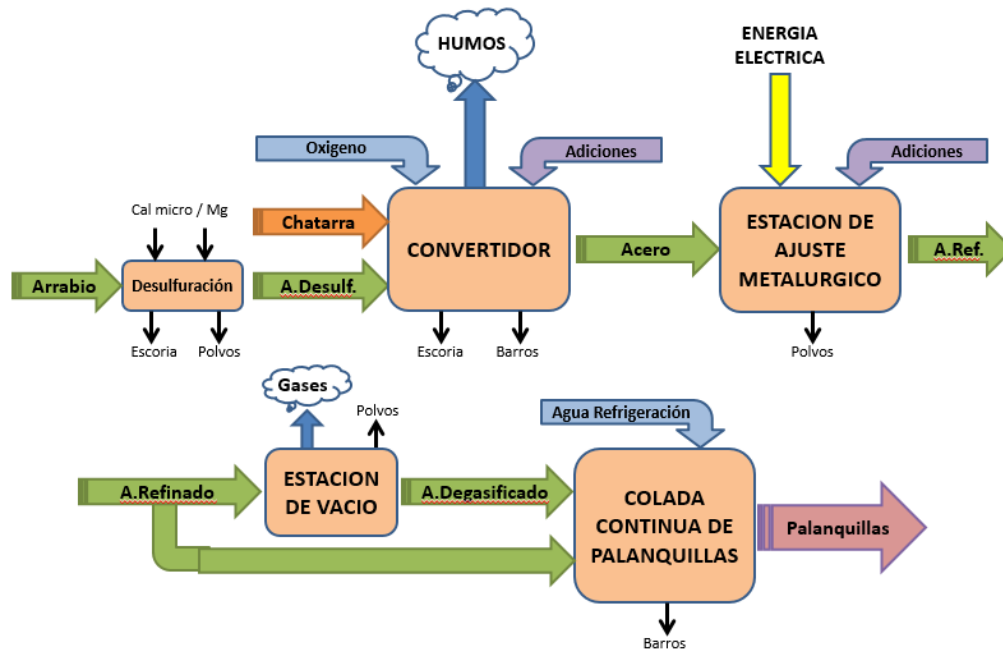 HUMOS
ENERGIA
ELECTRICA
Oxigeno
Adiciones
Adiciones
Cal micro / Mg
Chatarra
CONVERTIDOR
Acero
ESTACION DE
AJUSTE
METALURGICO
A.Ref.
Arrabio
Desulfuración
A.Desulf.
Escoria
Polvos
Escoria
Barros
Polvos
Gases
Polvos
Agua Refrigeración
A.Refinado
ESTACION
DE VACIO
A.Degasificado
COLADA
CONTINUA DE
PALANQUILLAS
Palanquillas
Barros